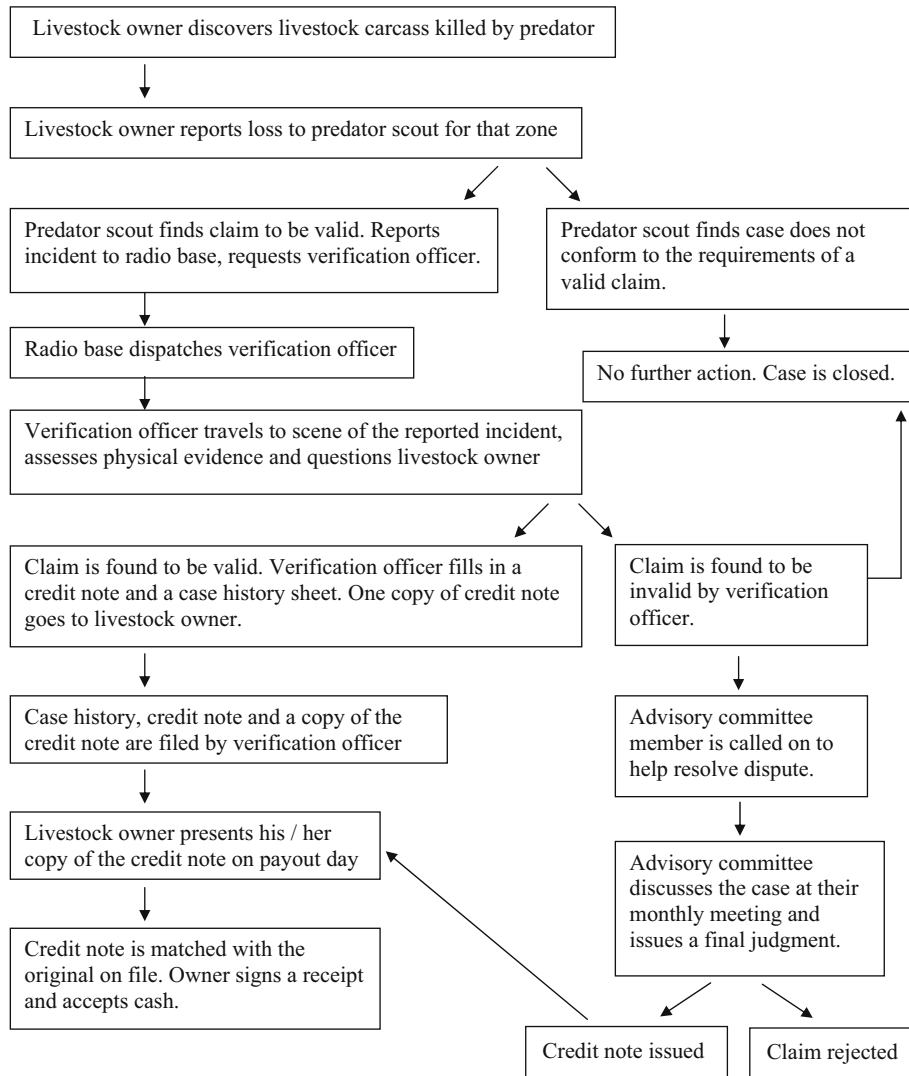 Livestock owner discovers livestock carcass killed by predator
Livestock owner reports loss to predator scout for that zone
Predator scout finds claim to be valid. Reports
incident to radio base, requests verification officer.
Predator scout finds case does not
conform to the requirements of a
valid claim.
Radio base dispatches verification officer
No further action. Case is closed.
Verification officer travels to scene of the reported incident,
assesses physical evidence and questions livestock owner
Claim is found to be valid. Verification officer fills in a
credit note and a case history sheet. One copy of credit note
goes to livestock owner.
Claim is found to be
invalid by verification
officer.
Case history, credit note and a copy of the
credit note are filed by verification officer
Advisory committee
member is called on to
help resolve dispute.
Livestock owner presents his / her
copy of the credit note on payout day
Advisory committee
discusses the case at their
monthly meeting and
issues a final judgment.
Credit note is matched with the
original on file. Owner signs a receipt
and accepts cash.
Credit note issued
Claim rejected